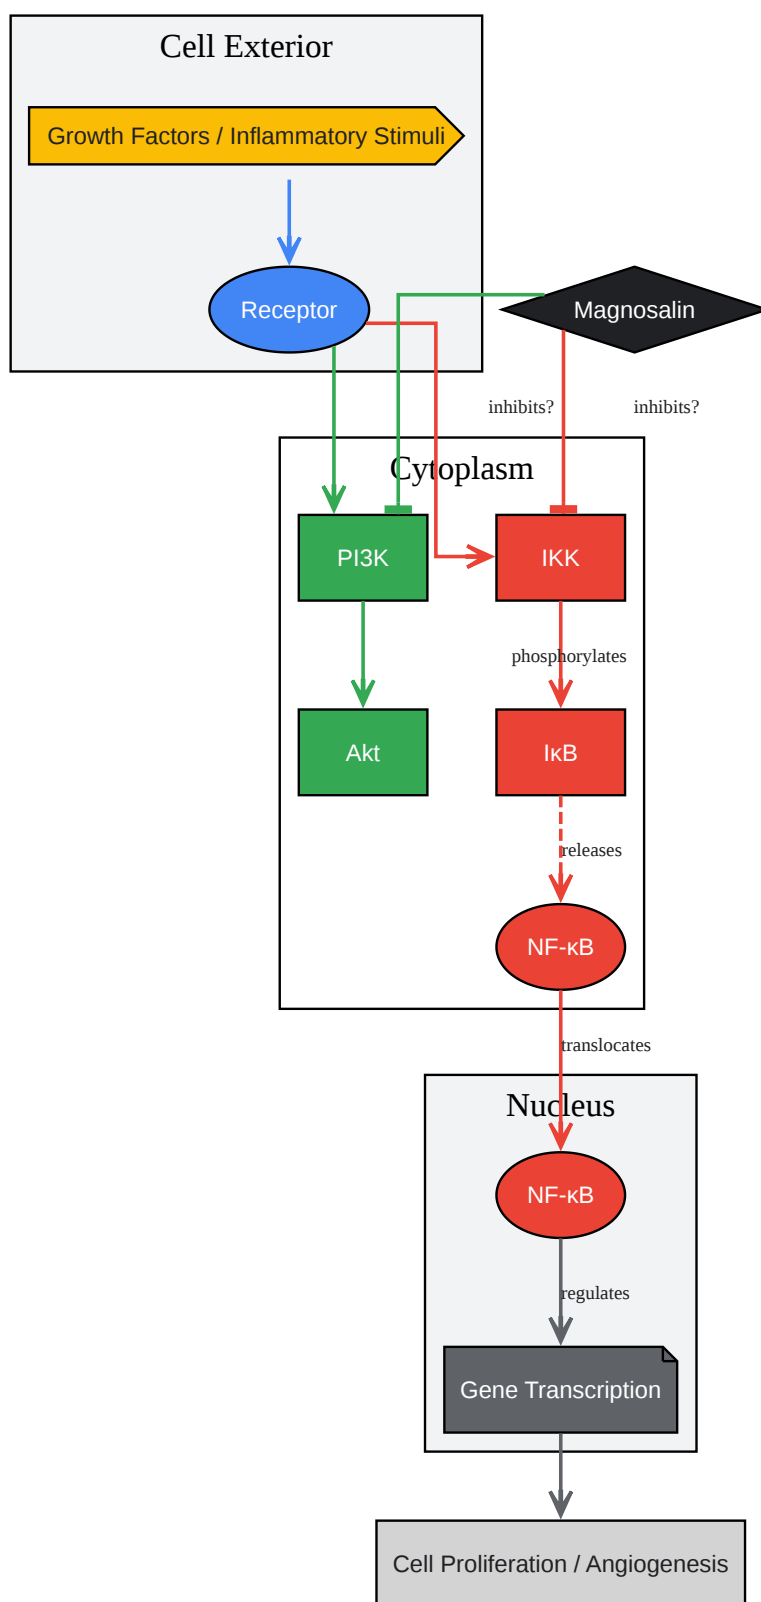 Cell Exterior
Growth Factors / Inflammatory Stimuli
Receptor
Magnosalin
inhibits?
inhibits?
Cytoplasm
PI3K
IKK
phosphorylates
Akt
IκB
releases
NF-κB
translocates
Nucleus
NF-κB
regulates
Gene Transcription
Cell Proliferation / Angiogenesis